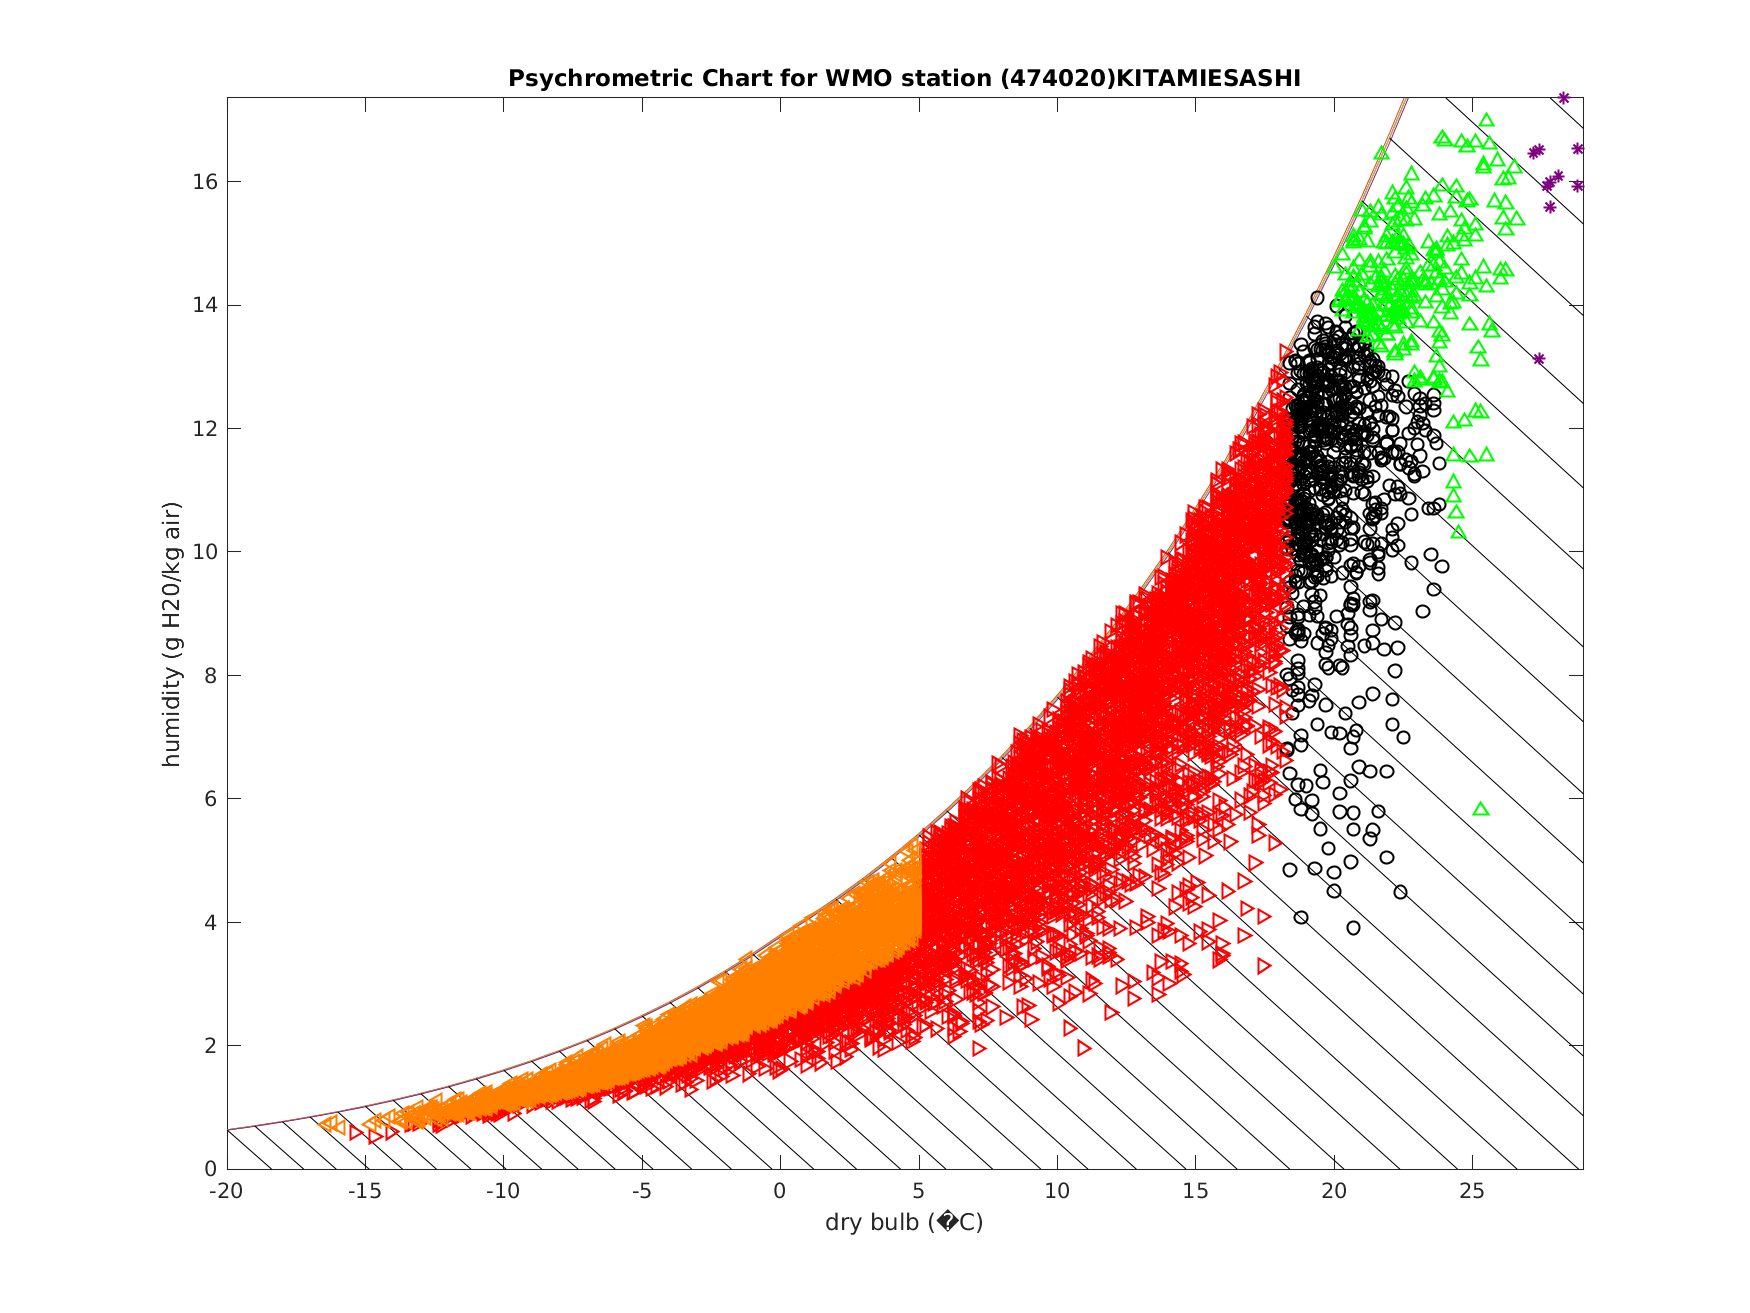 Psychrometric Chart for WMO station (474020)KITAMIESASHI
humidity (g H20/kg air)
16
14
12
10
8
6
4
2
0
-20 -15 -10 -5 0 5 10 15 20 25
dry bulb (�C)